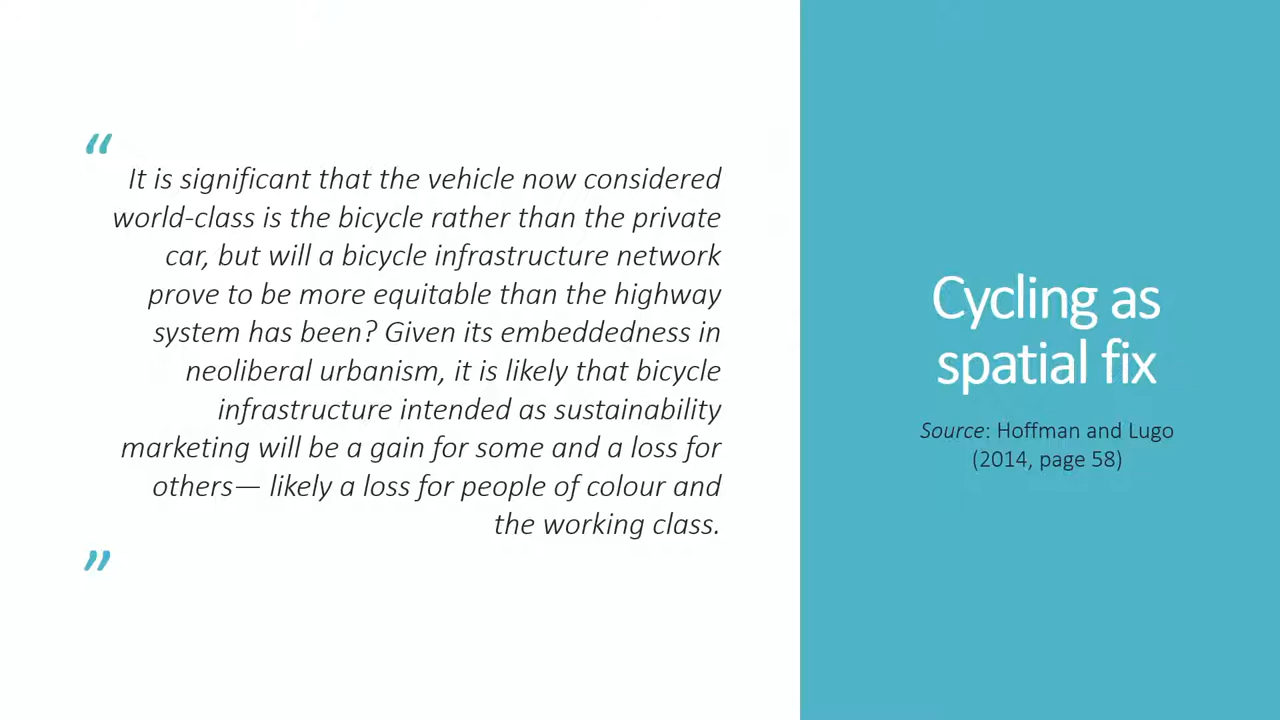 “
It is significant that the vehicle now considered
world-class is the bicycle rather than the private
car, but will a bicycle infrastructure network
prove to be more equitable than the highway
system has been? Given its embeddedness in
neoliberal urbanism, it is likely that bicycle
infrastructure intended as sustainability
marketing will be a gain for some and a loss for
others— likely a loss for people of colour and
the working class.
”
Cycling as
spatial fix
Source: Hoffman and Lugo
(2014, page 58)